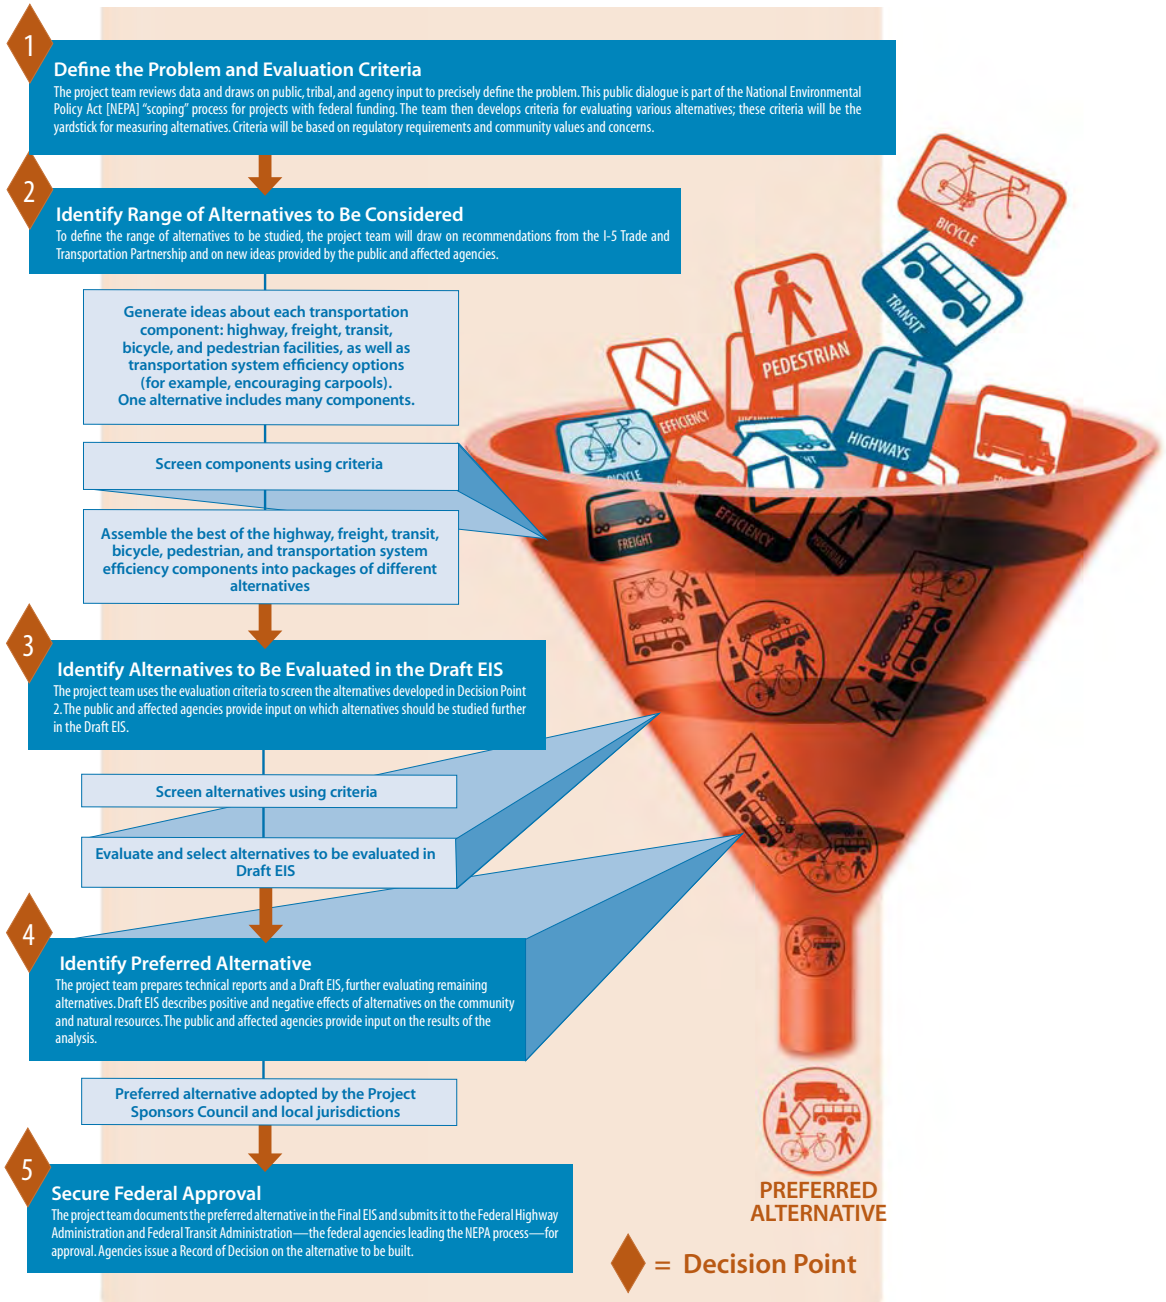 1
Define the Problem and Evaluation Criteria
The project team reviews data and draws on public, tribal, and agency input to precisely define the problem. This public dialogue is part of the National Environmental
Policy Act [NEPA] “scoping” process for projects with federal funding. The team then develops criteria for evaluating various alternatives; these criteria will be the
yardstick for measuring alternatives. Criteria will be based on regulatory requirements and community values and concerns.
2
Identify Range of Alternatives to Be Considered
To define the range of alternatives to be studied, the project team will draw on recommendations from the I-5 Trade and
Transportation Partnership and on new ideas provided by the public and affected agencies.
Generate ideas about each transportation
component: highway, freight, transit,
bicycle, and pedestrian facilities, as well as
transportation system efficiency options
(for example, encouraging carpools).
One alternative includes many components.
Screen components using criteria
Assemble the best of the highway, freight, transit,
bicycle, pedestrian, and transportation system
efficiency components into packages of different
alternatives
3
Identify Alternatives to Be Evaluated in the Draft EIS
The project team uses the evaluation criteria to screen the alternatives developed in Decision Point
2. The public and affected agencies provide input on which alternatives should be studied further
in the Draft EIS.
Screen alternatives using criteria
Evaluate and select alternatives to be evaluated in
Draft EIS
4
Identify Preferred Alternative
The project team prepares technical reports and a Draft EIS, further evaluating remaining
alternatives. Draft EIS describes positive and negative effects of alternatives on the community
and natural resources. The public and affected agencies provide input on the results of the
analysis.
Preferred alternative adopted by the Project
Sponsors Council and local jurisdictions
5
Secure Federal Approval
The project team documents the preferred alternative in the Final EIS and submits it to the Federal Highway
Administration and Federal Transit Administration—the federal agencies leading the NEPA process—for
approval. Agencies issue a Record of Decision on the alternative to be built.
BICYCLE
TRANSIT
PEDESTRIAN
EFFICIENCY
HIGHWAYS
FREIGHT
EFFICIENCY
PEDESTRIAN
PREFERRED
ALTERNATIVE
= Decision Point